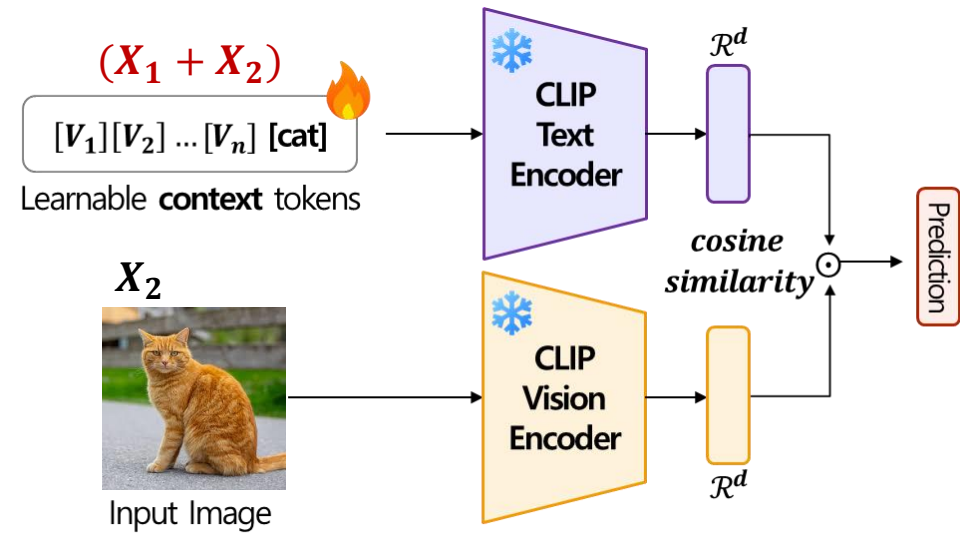 (X₁ + X₂)
[V₁][V₂] ...[Vₙ] [cat]
Learnable context tokens
CLIP
Text
Encoder
ℛᵈ
cosine
similarity
Prediction
X₂
Input Image
CLIP
Vision
Encoder
ℛᵈ